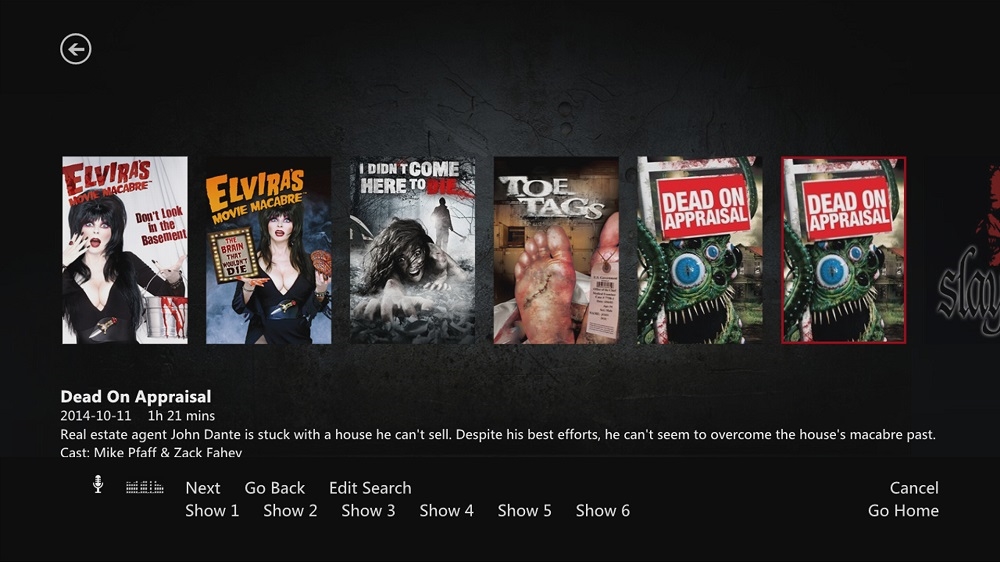 ELVIRA'S
MOVIE MACABRE
Don't Look
in the
Basement
ELVIRA'S
MOVIE MACABRE
THE
BRAIN
THAT
WOULDN'T
DIE
I DIDN'T COME
HERE TO DIE
TOE
TAGS
DEAD ON
APPRAISAL
DEAD ON
APPRAISAL
slay
Dead On Appraisal
2014-10-11 1h 21 mins
Real estate agent John Dante is stuck with a house he can't sell. Despite his best efforts, he can't seem to overcome the house's macabre past.
Cast: Mike Pfaff & Zack Fahey
Next Go Back Edit Search Cancel
Show 1 Show 2 Show 3 Show 4 Show 5 Show 6 Go Home